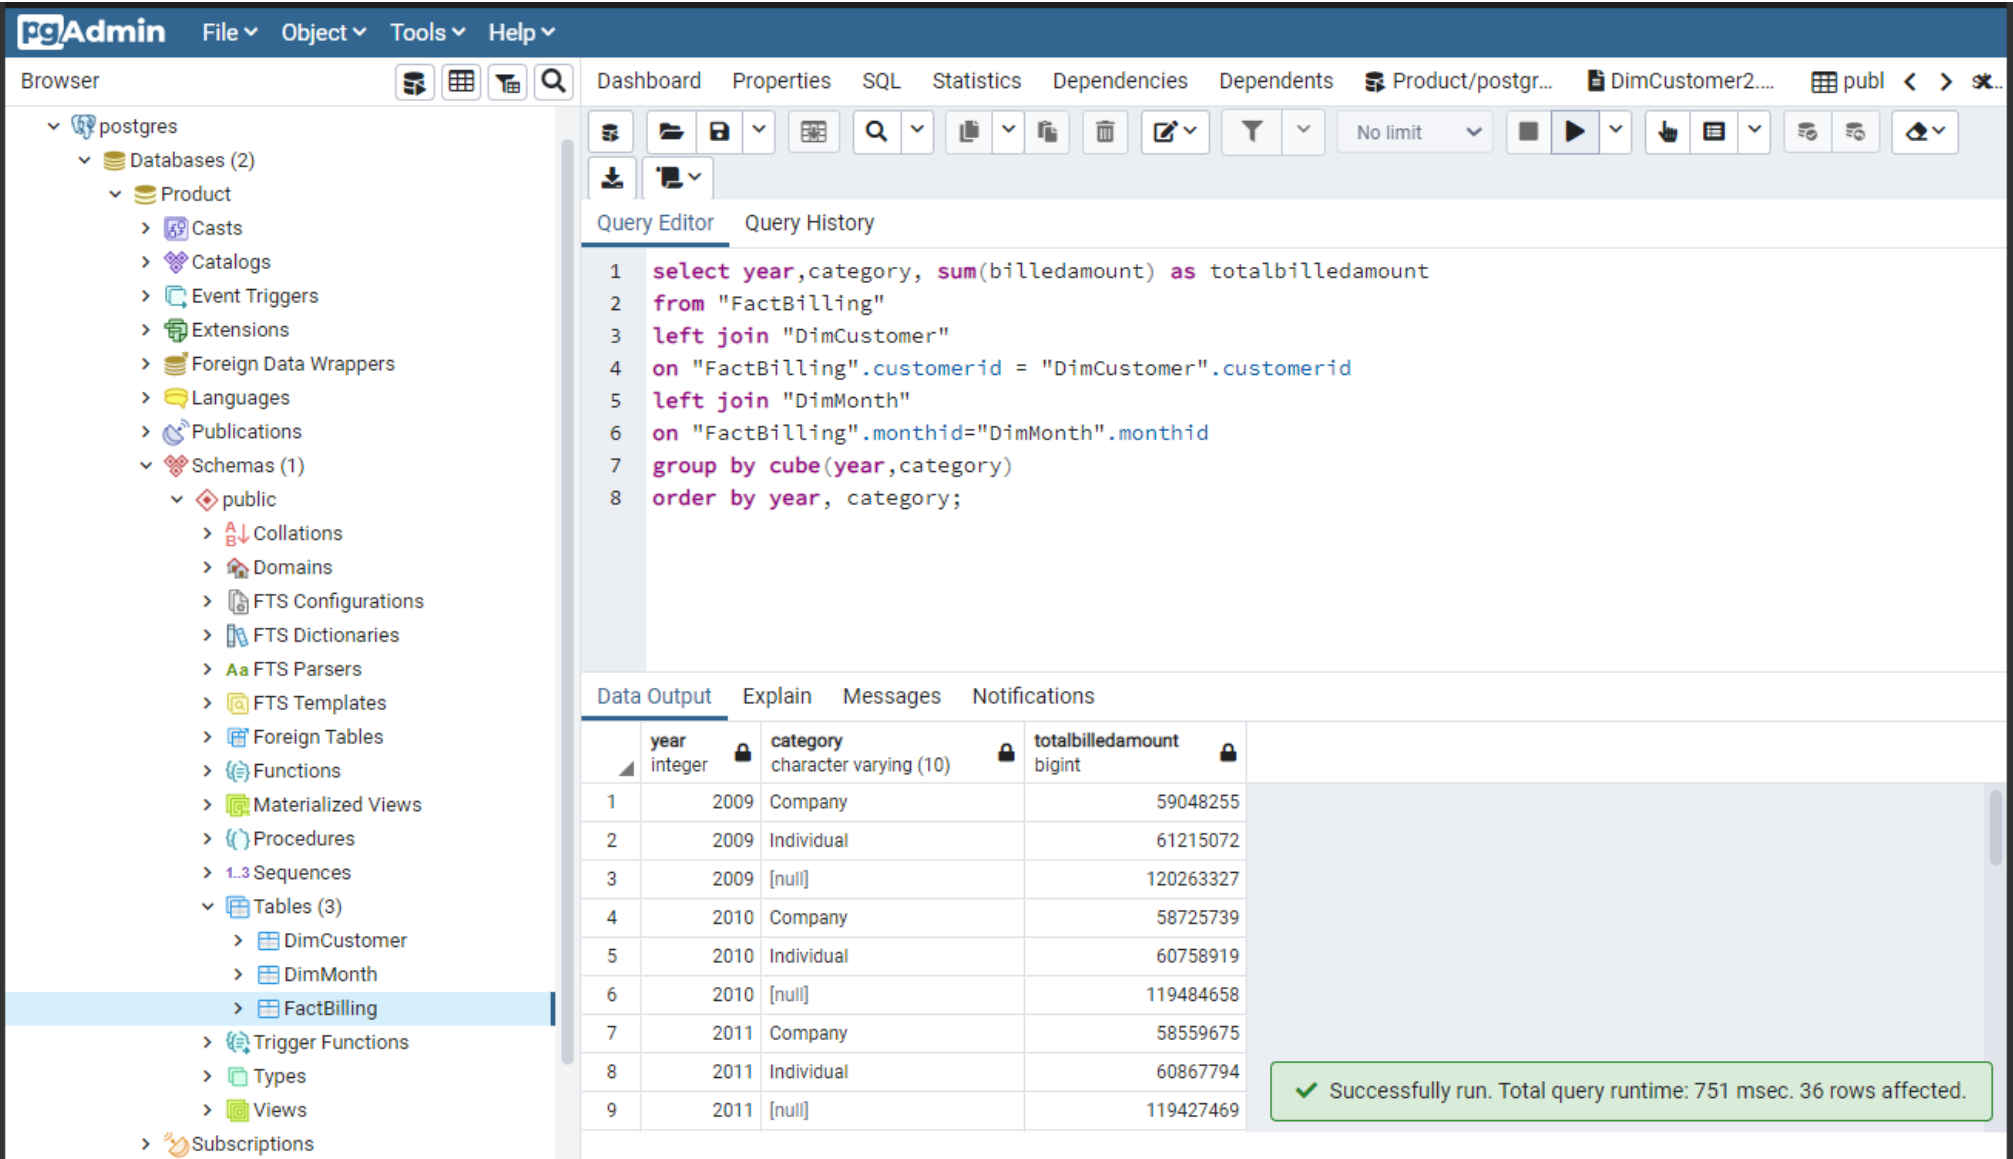 pgAdmin File Object Tools Help
Browser
Dashboard Properties SQL Statistics Dependencies Dependents Product/postgr... DimCustomer2.... publ
postgres
Databases (2)
Product
Casts
Catalogs
Event Triggers
Extensions
Foreign Data Wrappers
Languages
Publications
Schemas (1)
public
Collations
Domains
FTS Configurations
FTS Dictionaries
Aa FTS Parsers
FTS Templates
Foreign Tables
Functions
Materialized Views
Procedures
1..3 Sequences
Tables (3)
DimCustomer
DimMonth
FactBilling
Trigger Functions
Types
Views
Subscriptions
No limit
Query Editor Query History
1 select year,category, sum(billedamount) as totalbilledamount
2 from "FactBilling"
3 left join "DimCustomer"
4 on "FactBilling".customerid = "DimCustomer".customerid
5 left join "DimMonth"
6 on "FactBilling".monthid="DimMonth".monthid
7 group by cube(year,category)
8 order by year, category;
Data Output Explain Messages Notifications
year category totalbilledamount
integer character varying (10) bigint
1 2009 Company 59048255
2 2009 Individual 61215072
3 2009 [null] 120263327
4 2010 Company 58725739
5 2010 Individual 60758919
6 2010 [null] 119484658
7 2011 Company 58559675
8 2011 Individual 60867794
9 2011 [null] 119427469
Successfully run. Total query runtime: 751 msec. 36 rows affected.